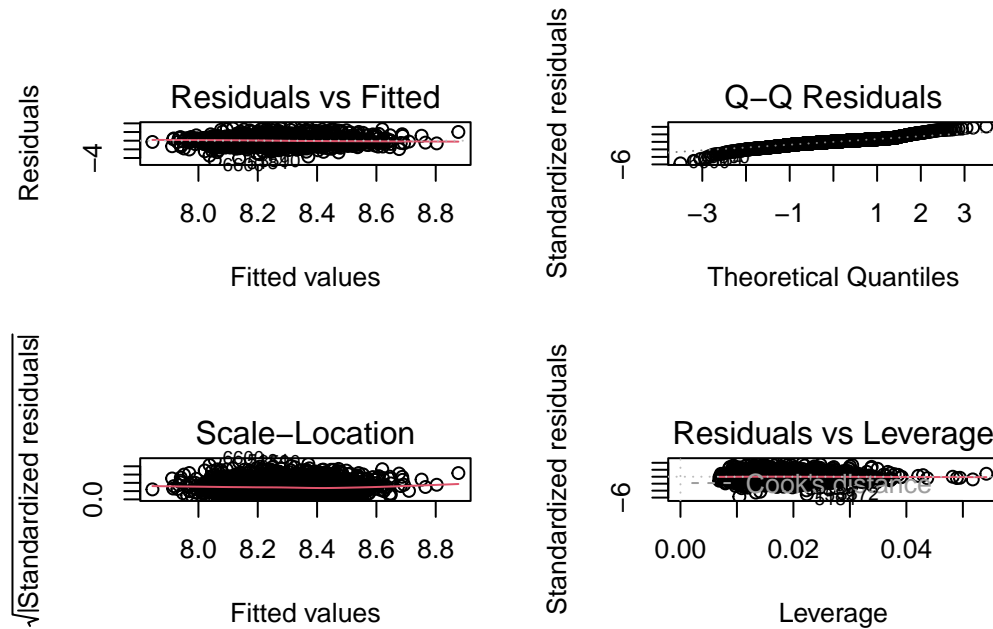 Residuals vs Fitted
Residuals
−4
8.0 8.2 8.4 8.6 8.8
Fitted values
Q−Q Residuals
Standardized residuals
−6
−3 −1 1 2 3
Theoretical Quantiles
Scale−Location
√|Standardized residuals|
0.0
8.0 8.2 8.4 8.6 8.8
Fitted values
Residuals vs Leverage
Standardized residuals
−6
Cook's distance
0.00 0.02 0.04
Leverage